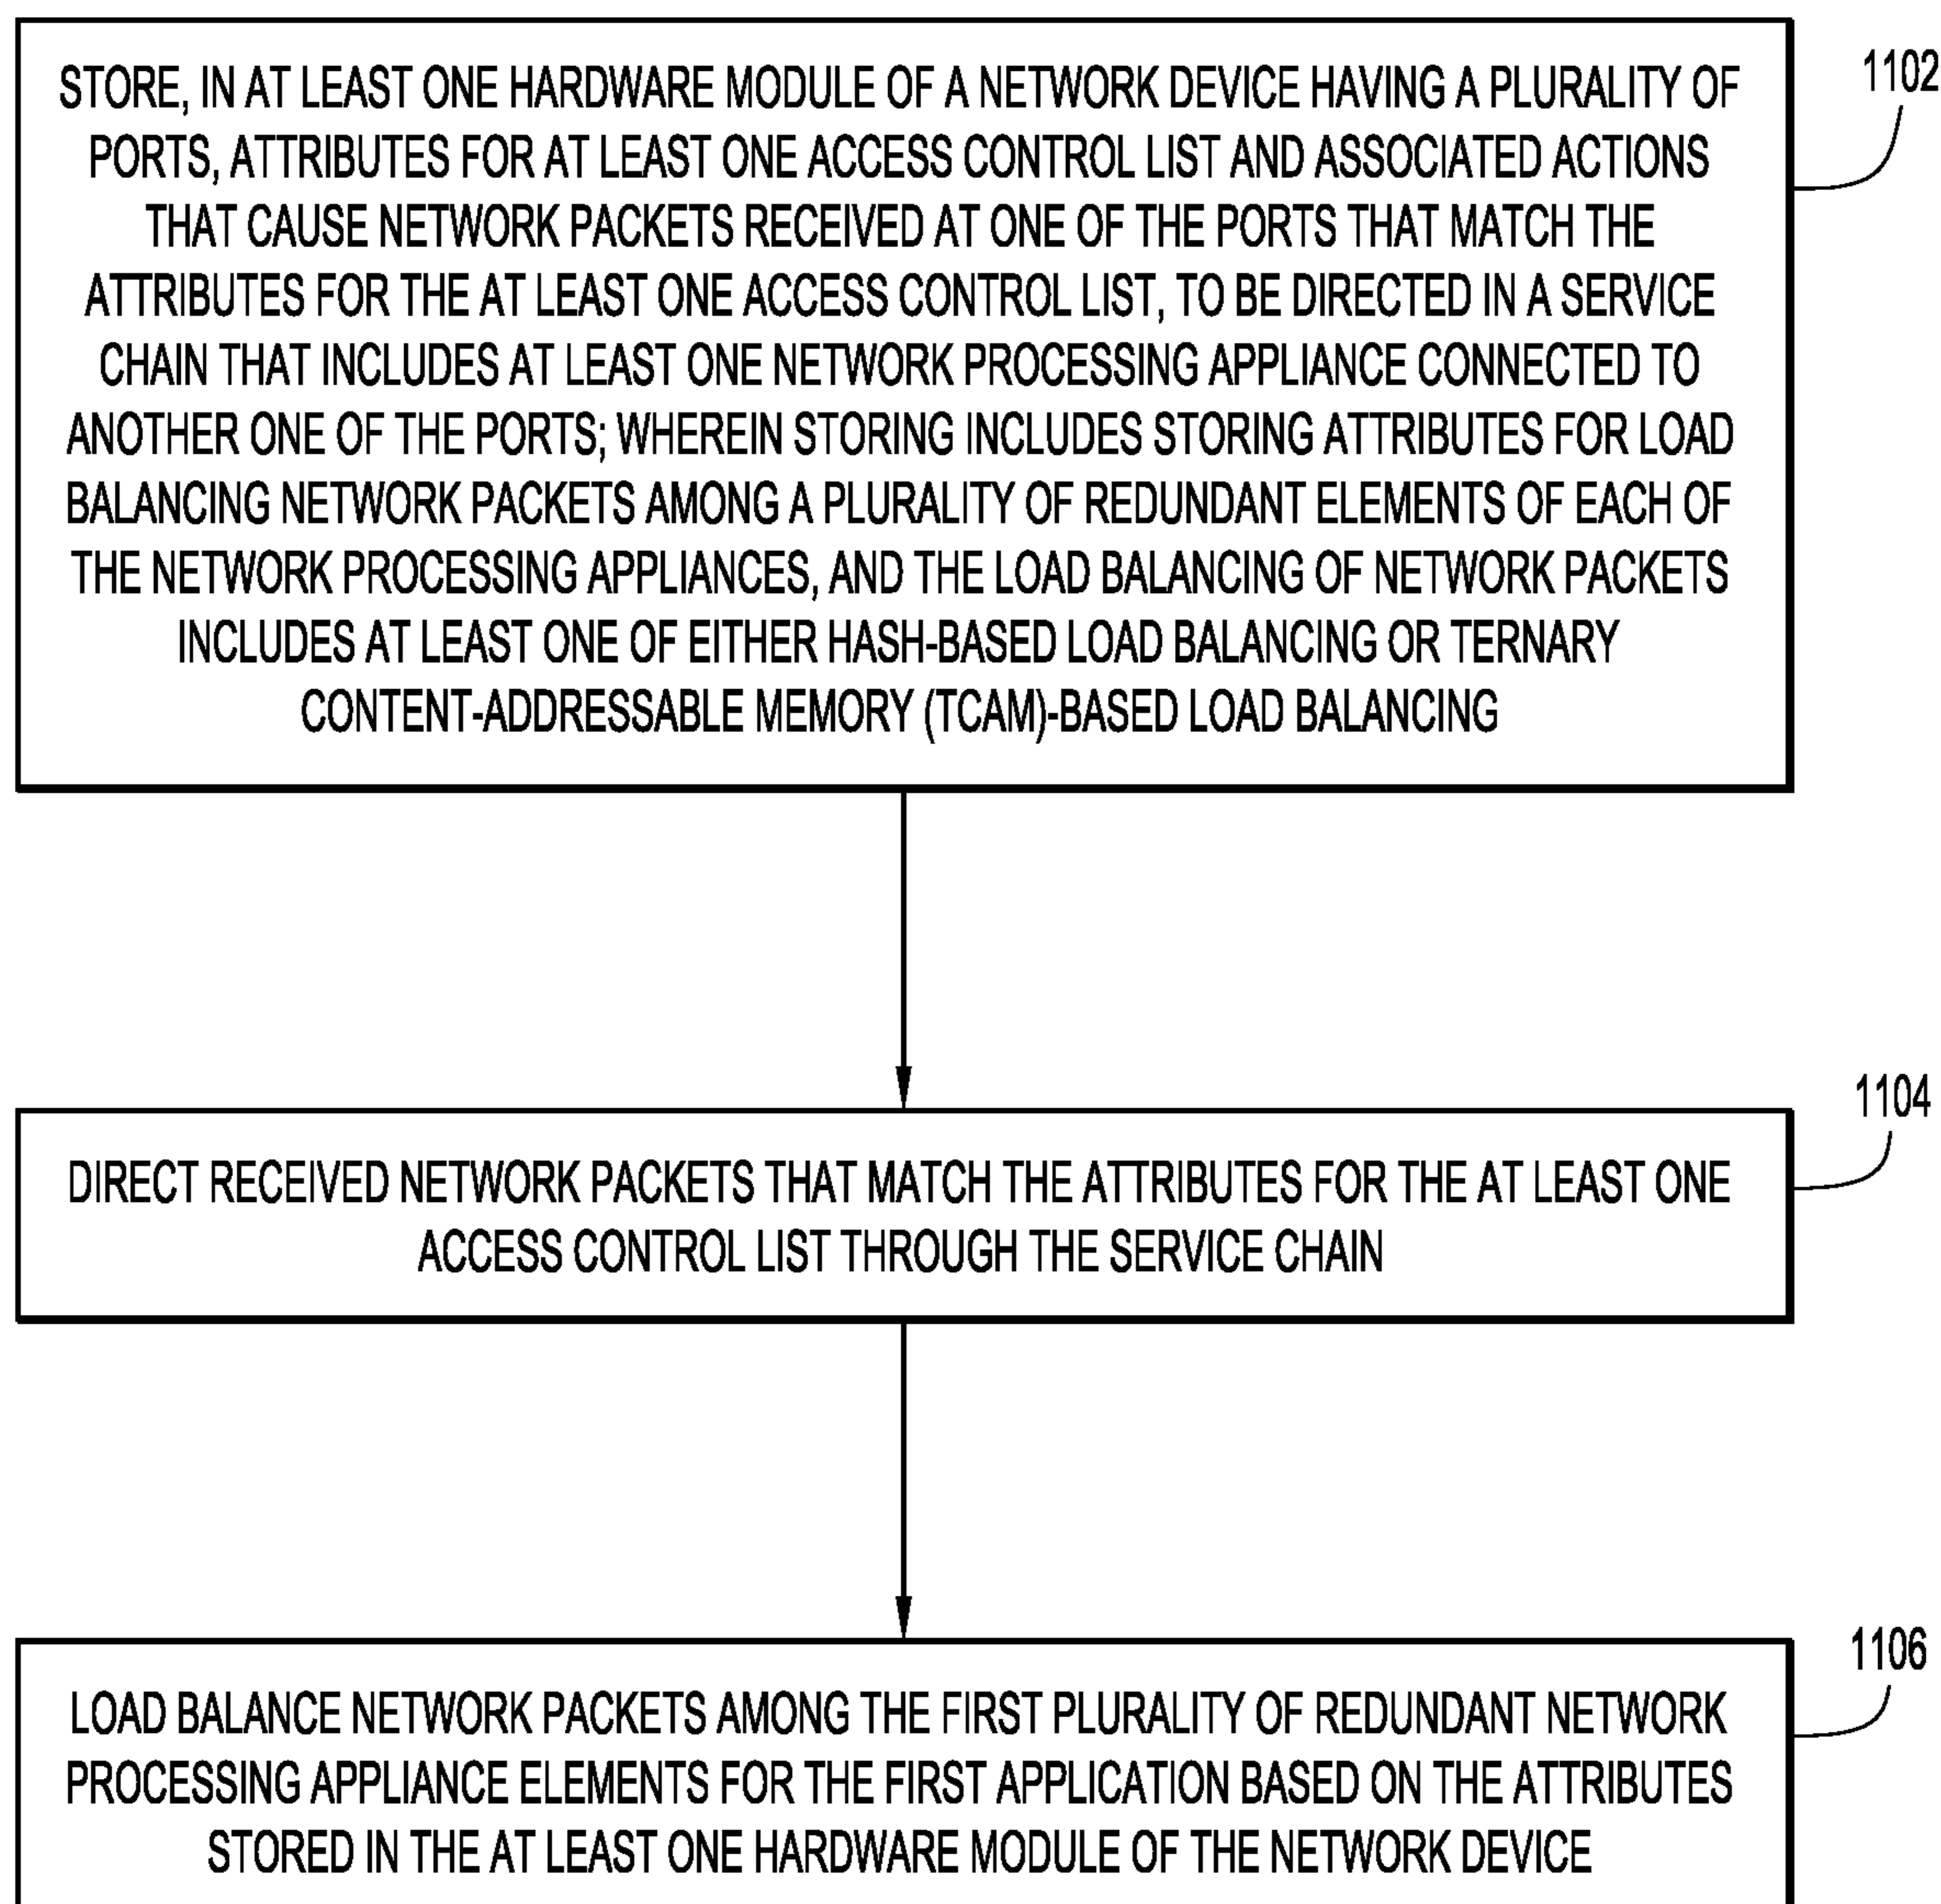 STORE, IN AT LEAST ONE HARDWARE MODULE OF A NETWORK DEVICE HAVING A PLURALITY OF
PORTS, ATTRIBUTES FOR AT LEAST ONE ACCESS CONTROL LIST AND ASSOCIATED ACTIONS
THAT CAUSE NETWORK PACKETS RECEIVED AT ONE OF THE PORTS THAT MATCH THE
ATTRIBUTES FOR THE AT LEAST ONE ACCESS CONTROL LIST, TO BE DIRECTED IN A SERVICE
CHAIN THAT INCLUDES AT LEAST ONE NETWORK PROCESSING APPLIANCE CONNECTED TO
ANOTHER ONE OF THE PORTS; WHEREIN STORING INCLUDES STORING ATTRIBUTES FOR LOAD
BALANCING NETWORK PACKETS AMONG A PLURALITY OF REDUNDANT ELEMENTS OF EACH OF
THE NETWORK PROCESSING APPLIANCES, AND THE LOAD BALANCING OF NETWORK PACKETS
INCLUDES AT LEAST ONE OF EITHER HASH-BASED LOAD BALANCING OR TERNARY
CONTENT-ADDRESSABLE MEMORY (TCAM)-BASED LOAD BALANCING
1102
DIRECT RECEIVED NETWORK PACKETS THAT MATCH THE ATTRIBUTES FOR THE AT LEAST ONE
ACCESS CONTROL LIST THROUGH THE SERVICE CHAIN
1104
LOAD BALANCE NETWORK PACKETS AMONG THE FIRST PLURALITY OF REDUNDANT NETWORK
PROCESSING APPLIANCE ELEMENTS FOR THE FIRST APPLICATION BASED ON THE ATTRIBUTES
STORED IN THE AT LEAST ONE HARDWARE MODULE OF THE NETWORK DEVICE
1106